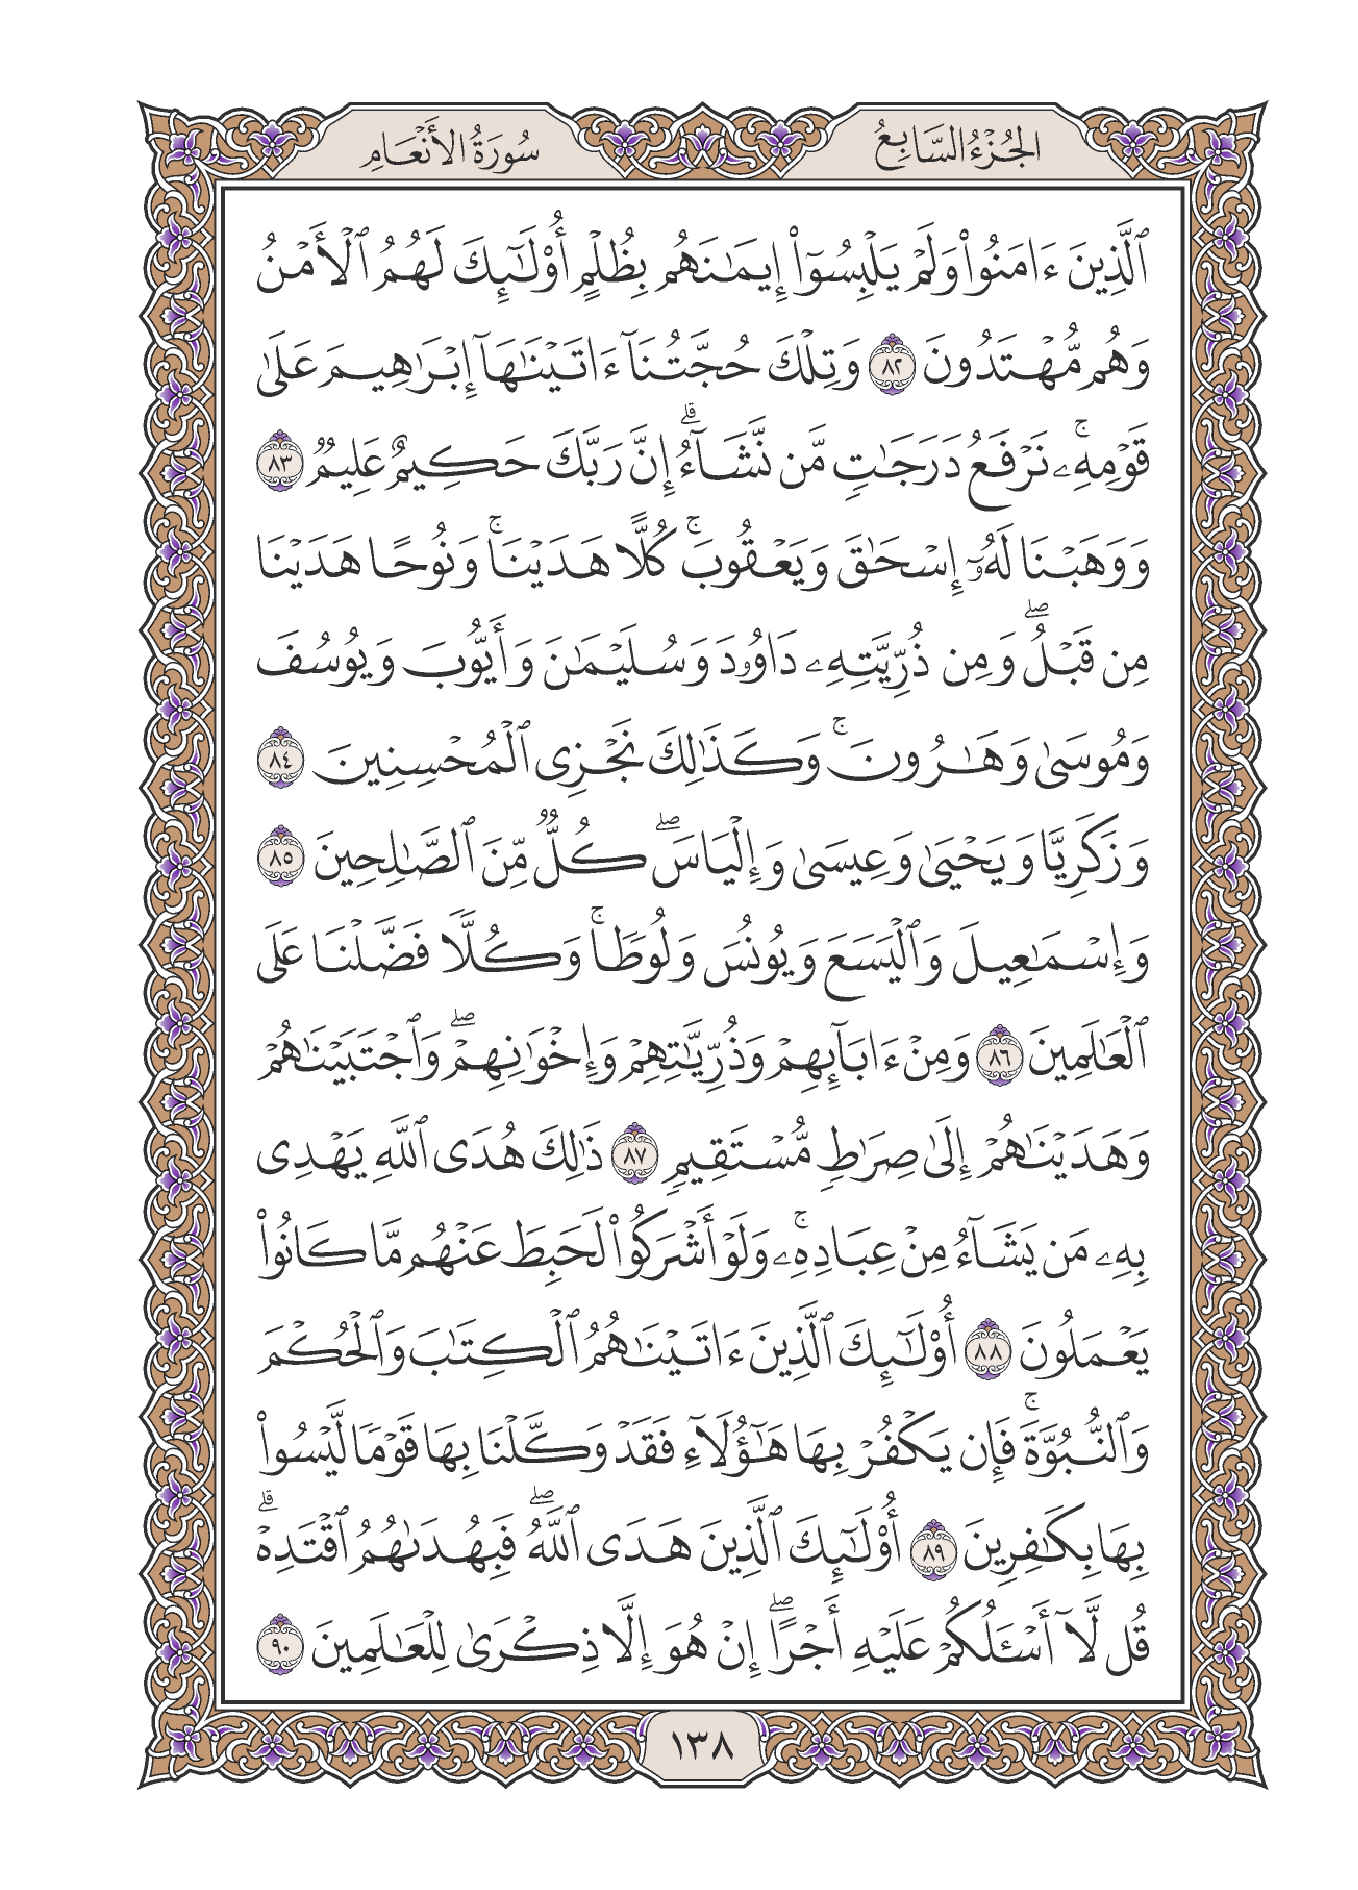 الجُزْءُ السَّابِعُ
سُورَةُ الأَنْعَامِ
ٱلَّذِينَ ءَامَنُوا۟ وَلَمْ يَلْبِسُوٓا۟ إِيمَـٰنَهُم بِظُلْمٍ أُو۟لَـٰٓئِكَ لَهُمُ ٱلْأَمْنُ
وَهُم مُّهْتَدُونَ ٨٢ وَتِلْكَ حُجَّتُنَآ ءَاتَيْنَـٰهَآ إِبْرَٰهِيمَ عَلَىٰ
قَوْمِهِۦ ۚ نَرْفَعُ دَرَجَـٰتٍ مَّن نَّشَآءُ ۗ إِنَّ رَبَّكَ حَكِيمٌ عَلِيمٌ ٨٣
وَوَهَبْنَا لَهُۥٓ إِسْحَـٰقَ وَيَعْقُوبَ ۚ كُلًّا هَدَيْنَا ۚ وَنُوحًا هَدَيْنَا
مِن قَبْلُ ۖ وَمِن ذُرِّيَّتِهِۦ دَاوُۥدَ وَسُلَيْمَـٰنَ وَأَيُّوبَ وَيُوسُفَ
وَمُوسَىٰ وَهَـٰرُونَ ۚ وَكَذَٰلِكَ نَجْزِى ٱلْمُحْسِنِينَ ٨٤
وَزَكَرِيَّا وَيَحْيَىٰ وَعِيسَىٰ وَإِلْيَاسَ ۖ كُلٌّ مِّنَ ٱلصَّـٰلِحِينَ ٨٥
وَإِسْمَـٰعِيلَ وَٱلْيَسَعَ وَيُونُسَ وَلُوطًا ۚ وَكُلًّا فَضَّلْنَا عَلَى
ٱلْعَـٰلَمِينَ ٨٦ وَمِنْ ءَابَآئِهِمْ وَذُرِّيَّـٰتِهِمْ وَإِخْوَٰنِهِمْ ۖ وَٱجْتَبَيْنَـٰهُمْ
وَهَدَيْنَـٰهُمْ إِلَىٰ صِرَٰطٍ مُّسْتَقِيمٍ ٨٧ ذَٰلِكَ هُدَى ٱللَّهِ يَهْدِى
بِهِۦ مَن يَشَآءُ مِنْ عِبَادِهِۦ ۚ وَلَوْ أَشْرَكُوا۟ لَحَبِطَ عَنْهُم مَّا كَانُوا۟
يَعْمَلُونَ ٨٨ أُو۟لَـٰٓئِكَ ٱلَّذِينَ ءَاتَيْنَـٰهُمُ ٱلْكِتَـٰبَ وَٱلْحُكْمَ
وَٱلنُّبُوَّةَ ۚ فَإِن يَكْفُرْ بِهَا هَـٰٓؤُلَآءِ فَقَدْ وَكَّلْنَا بِهَا قَوْمًا لَّيْسُوا۟
بِهَا بِكَـٰفِرِينَ ٨٩ أُو۟لَـٰٓئِكَ ٱلَّذِينَ هَدَى ٱللَّهُ ۖ فَبِهُدَىٰهُمُ ٱقْتَدِهْ ۗ
قُل لَّآ أَسْـَٔلُكُمْ عَلَيْهِ أَجْرًا ۖ إِنْ هُوَ إِلَّا ذِكْرَىٰ لِلْعَـٰلَمِينَ ٩٠
١٣٨